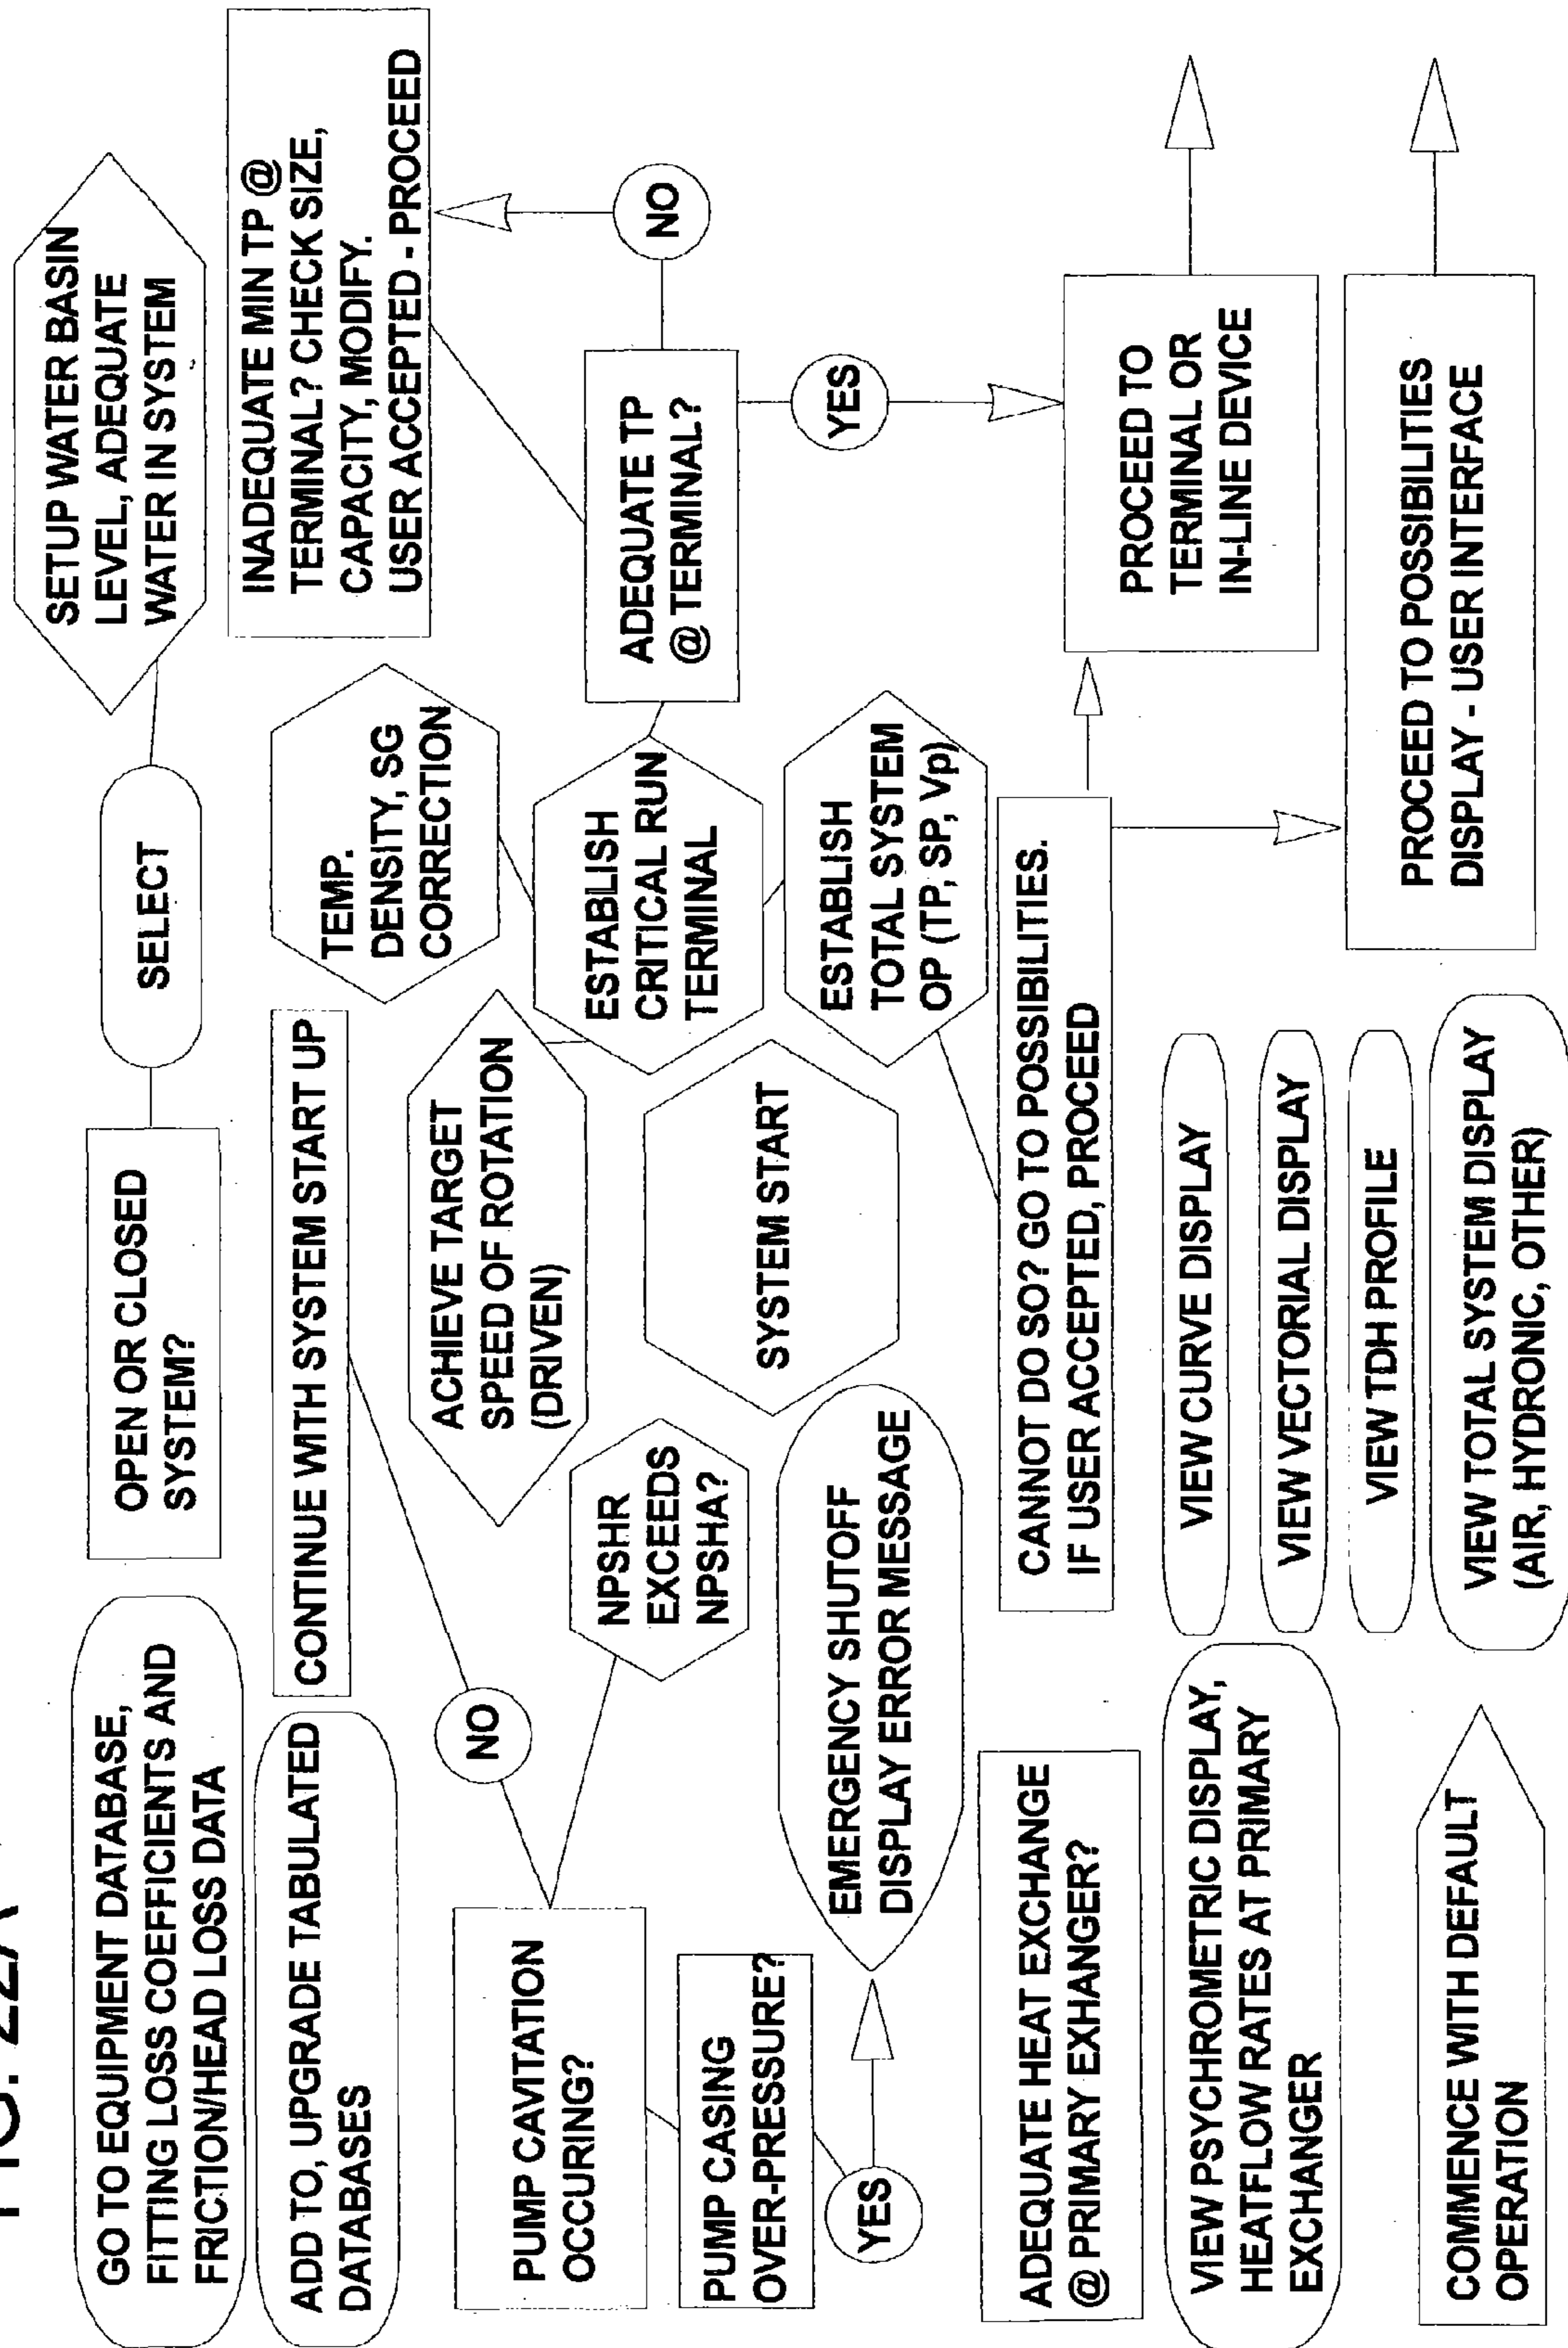 FIG. 22A
GO TO EQUIPMENT DATABASE,
FITTING LOSS COEFFICIENTS AND
FRICTION/HEAD LOSS DATA
OPEN OR CLOSED
SYSTEM?
SELECT
SETUP WATER BASIN
LEVEL, ADEQUATE
WATER IN SYSTEM
ADD TO, UPGRADE TABULATED
DATABASES
CONTINUE WITH SYSTEM START UP
TEMP.
DENSITY, SG
CORRECTION
INADEQUATE MIN TP @
TERMINAL? CHECK SIZE,
CAPACITY, MODIFY.
USER ACCEPTED - PROCEED
NO
ACHIEVE TARGET
SPEED OF ROTATION
(DRIVEN)
PUMP CAVITATION
OCCURING?
NPSHR
EXCEEDS
NPSHA?
ESTABLISH
CRITICAL RUN
TERMINAL
ADEQUATE TP
@ TERMINAL?
NO
PUMP CASING
OVER-PRESSURE?
SYSTEM START
YES
YES
EMERGENCY SHUTOFF
DISPLAY ERROR MESSAGE
ESTABLISH
TOTAL SYSTEM
OP (TP, SP, Vp)
ADEQUATE HEAT EXCHANGE
@ PRIMARY EXHANGER?
CANNOT DO SO? GO TO POSSIBILITIES.
IF USER ACCEPTED, PROCEED
PROCEED TO
TERMINAL OR
IN-LINE DEVICE
VIEW PSYCHROMETRIC DISPLAY,
HEATFLOW RATES AT PRIMARY
EXCHANGER
VIEW CURVE DISPLAY
VIEW VECTORIAL DISPLAY
VIEW TDH PROFILE
PROCEED TO POSSIBILITIES
DISPLAY - USER INTERFACE
COMMENCE WITH DEFAULT
OPERATION
VIEW TOTAL SYSTEM DISPLAY
(AIR, HYDRONIC, OTHER)